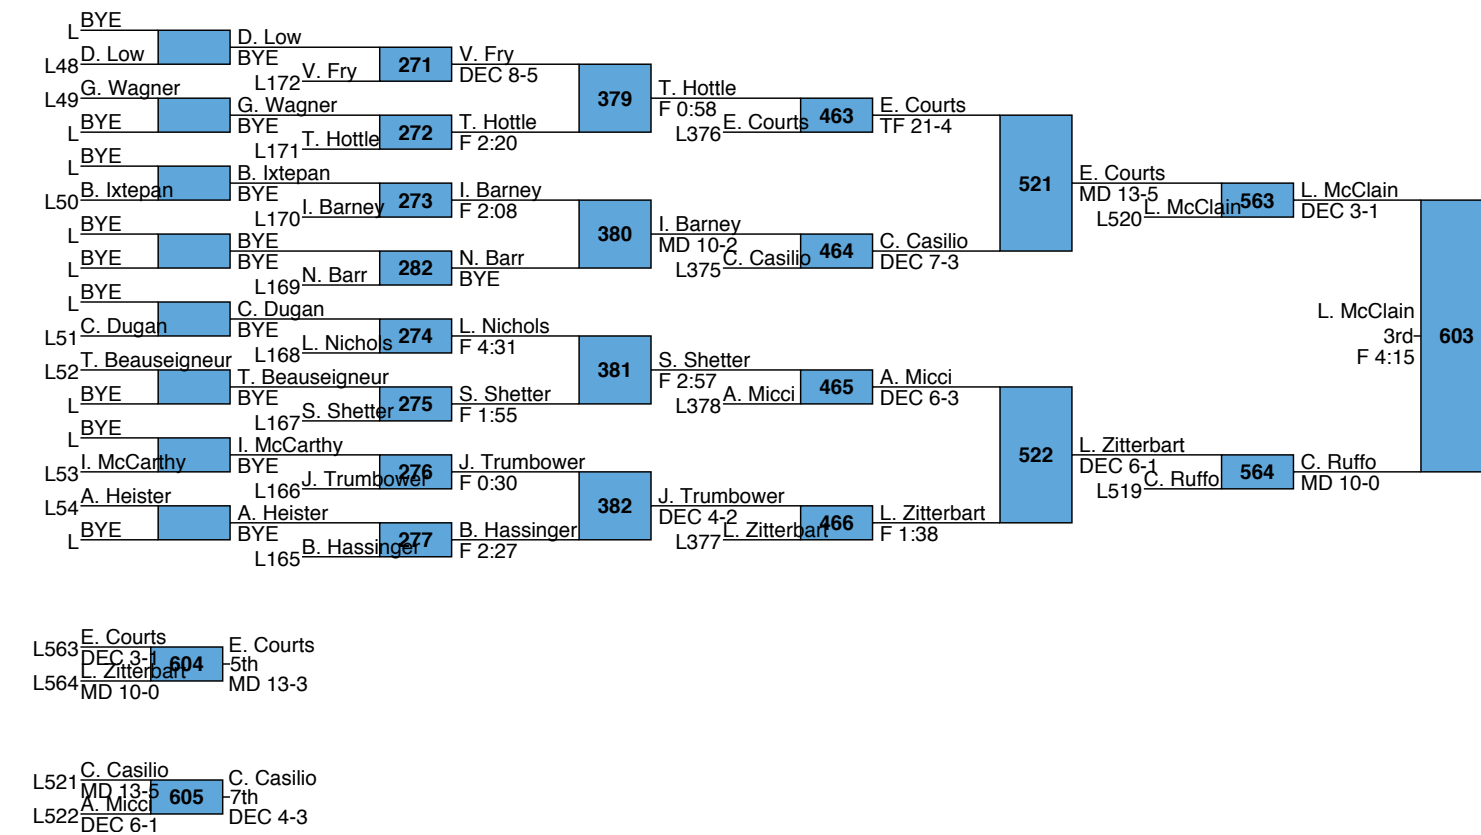 BYE
L
D. Low
L48
D. Low
BYE
L172 V. Fry
271
V. Fry
DEC 8-5
G. Wagner
L49
BYE
L
G. Wagner
BYE
L171 T. Hottle
272
T. Hottle
F 2:20
379
T. Hottle
F 0:58
L376 E. Courts
463
E. Courts
TF 21-4
BYE
L
B. Ixtepan
L50
B. Ixtepan
BYE
L170 I. Barney
273
I. Barney
F 2:08
BYE
L
BYE
L
BYE
BYE
L169 N. Barr
282
N. Barr
BYE
380
I. Barney
MD 10-2
L375 C. Casilio
464
C. Casilio
DEC 7-3
521
E. Courts
MD 13-5
L520 L. McClain
563
L. McClain
DEC 3-1
BYE
L
C. Dugan
L51
C. Dugan
BYE
L168 L. Nichols
274
L. Nichols
F 4:31
T. Beauseigneur
L52
BYE
L
T. Beauseigneur
BYE
L167 S. Shetter
275
S. Shetter
F 1:55
381
S. Shetter
F 2:57
L378 A. Micci
465
A. Micci
DEC 6-3
BYE
L
I. McCarthy
L53
I. McCarthy
BYE
L166 J. Trumbower
276
J. Trumbower
F 0:30
A. Heister
L54
BYE
L
A. Heister
BYE
L165 B. Hassinger
277
B. Hassinger
F 2:27
382
J. Trumbower
DEC 4-2
L377 L. Zitterbart
466
L. Zitterbart
F 1:38
522
L. Zitterbart
DEC 6-1
L519 C. Ruffo
564
C. Ruffo
MD 10-0
L. McClain
3rd
F 4:15
603
E. Courts
L563
DEC 3-1
L. Zitterbart
L564
MD 10-0
604
E. Courts
5th
MD 13-3
C. Casilio
L521
MD 13-5
A. Micci
L522
DEC 6-1
605
C. Casilio
7th
DEC 4-3